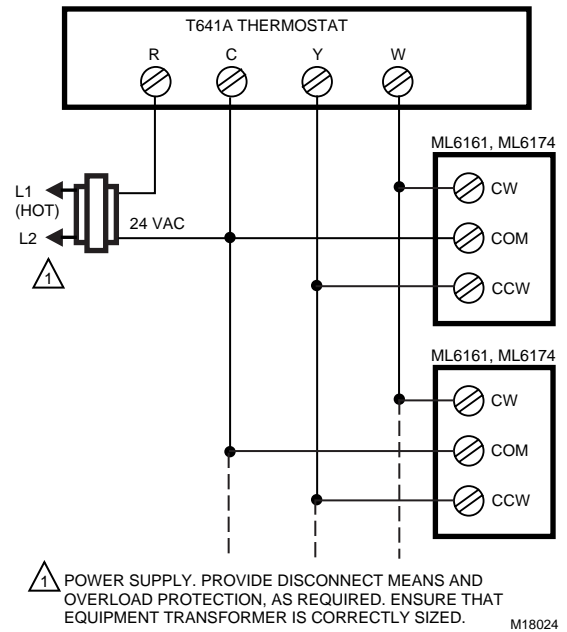 T641A THERMOSTAT
R C Y W
ML6161, ML6174
L1
(HOT)
L2
24 VAC
1
CW
COM
CCW
ML6161, ML6174
CW
COM
CCW
1 POWER SUPPLY. PROVIDE DISCONNECT MEANS AND
OVERLOAD PROTECTION, AS REQUIRED. ENSURE THAT
EQUIPMENT TRANSFORMER IS CORRECTLY SIZED.
M18024